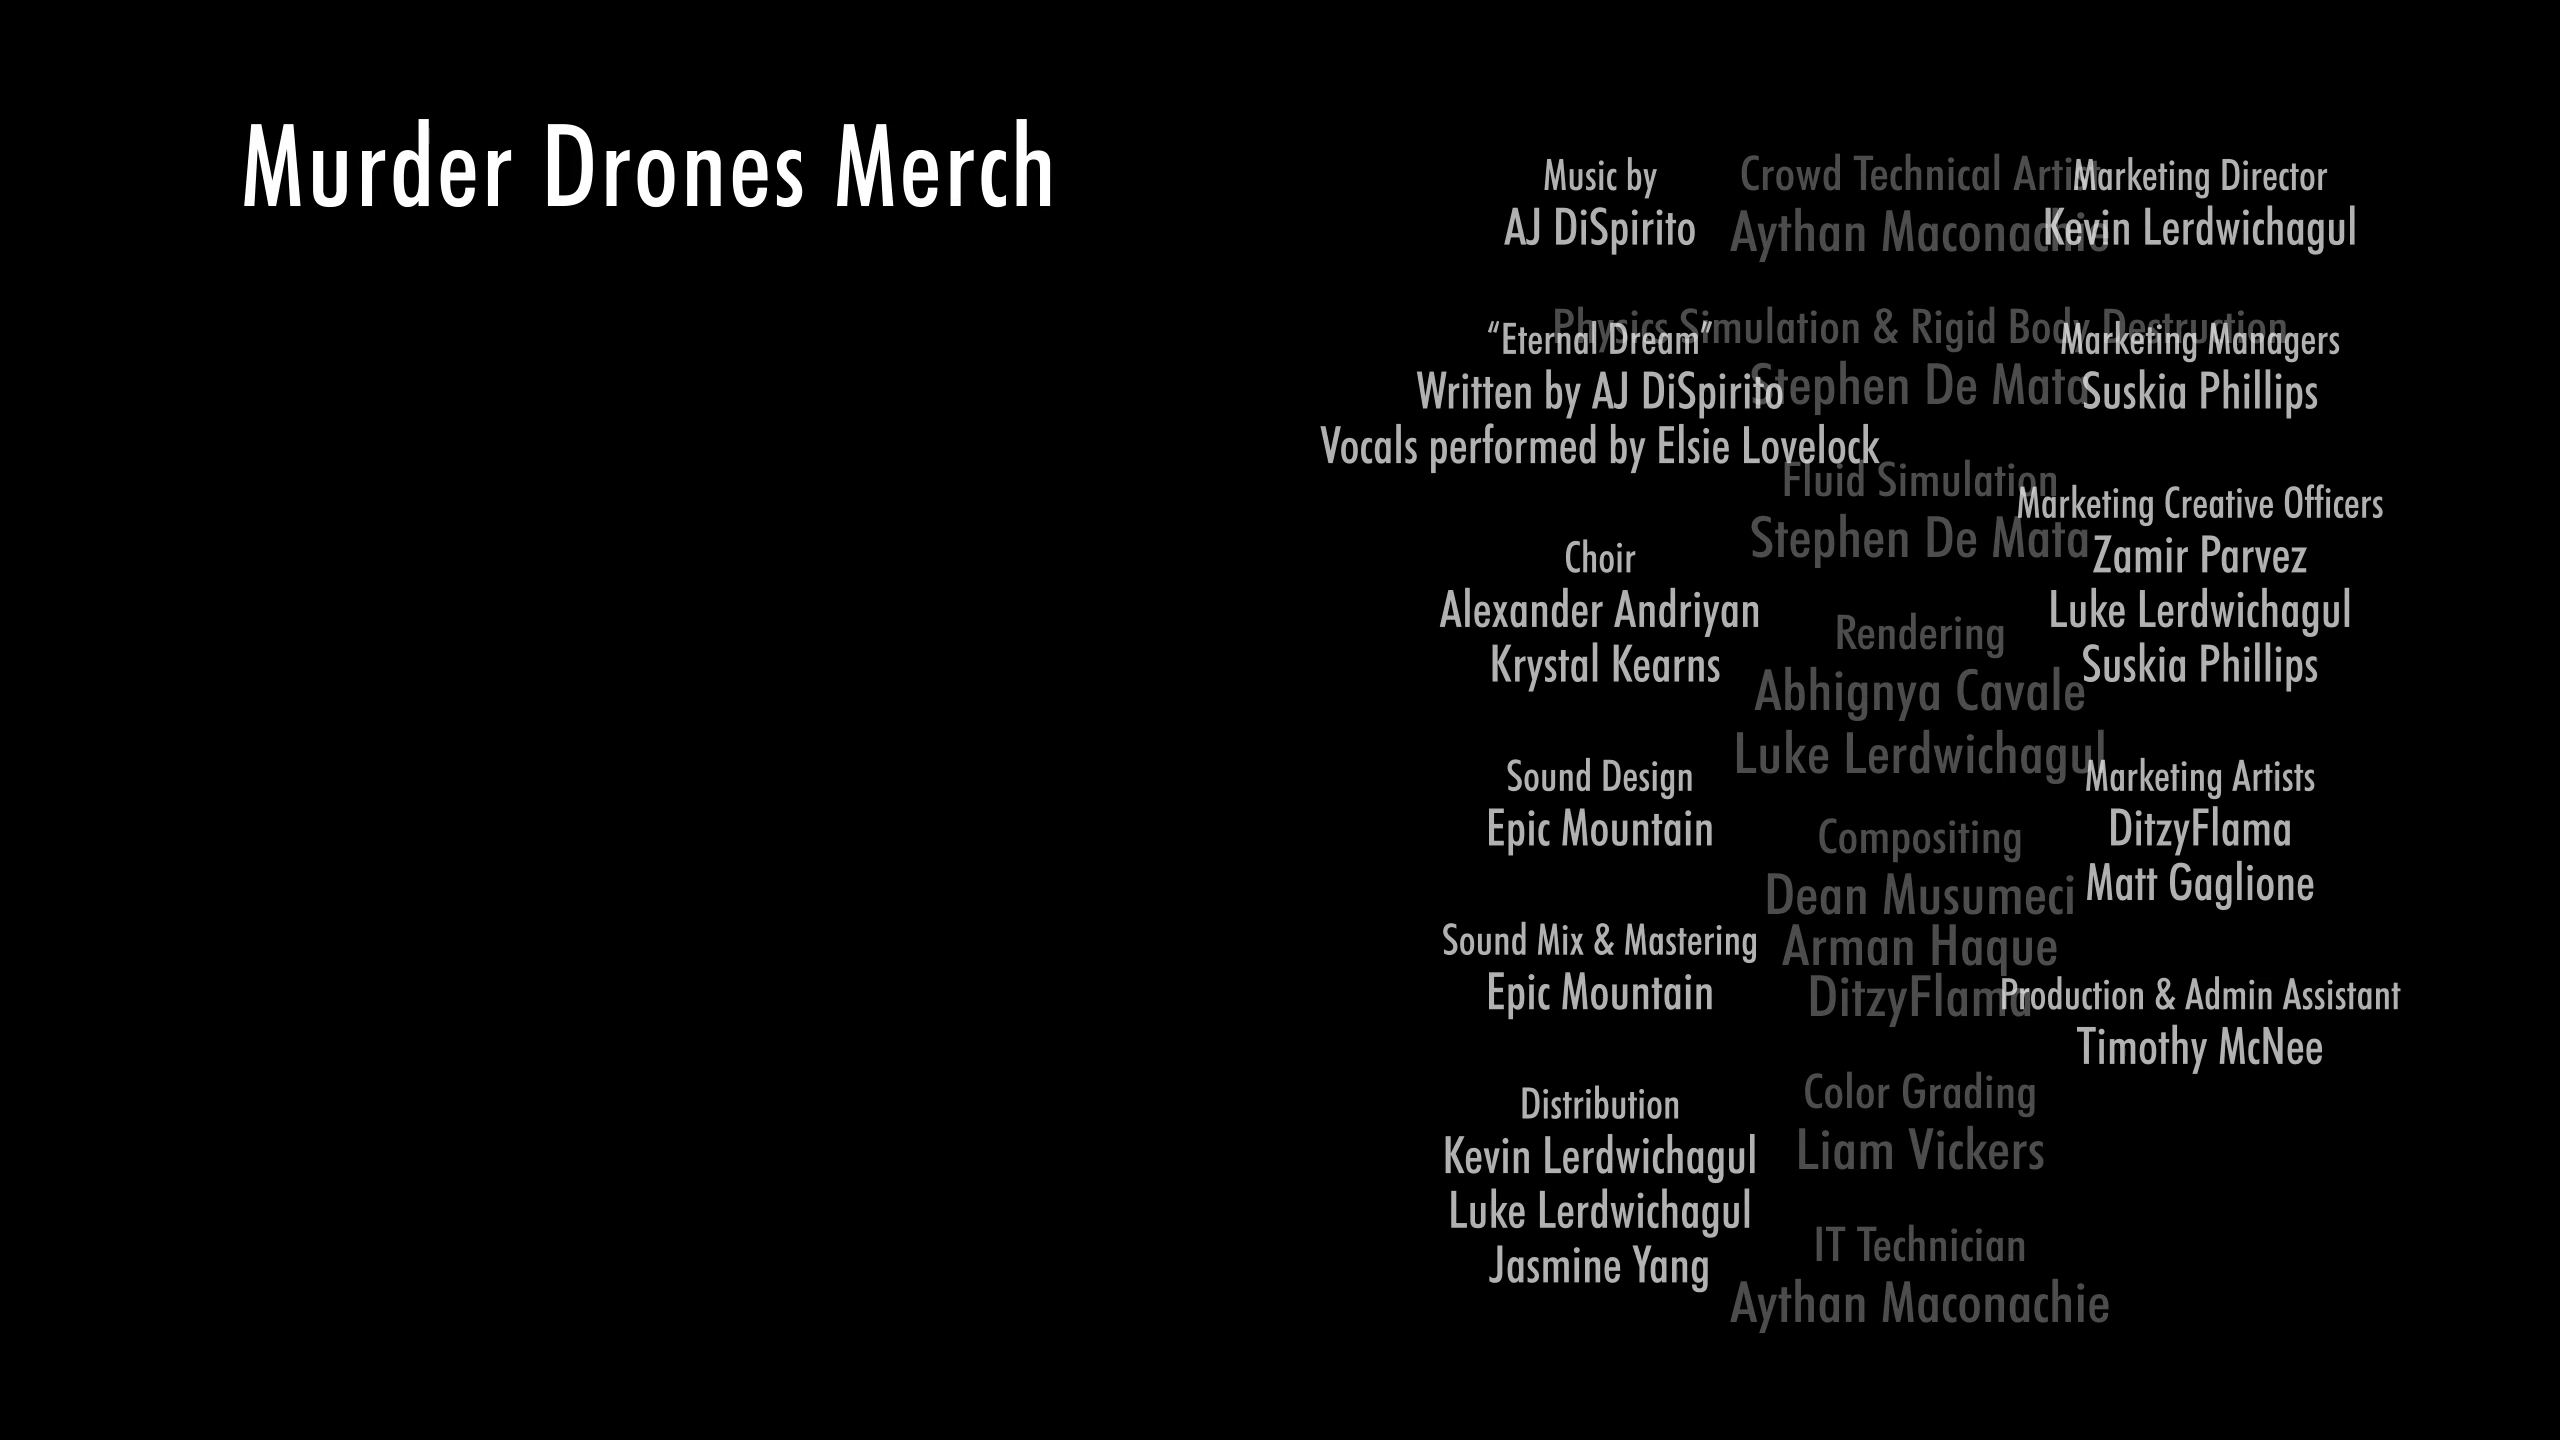 Murder Drones Merch
Music by
AJ DiSpirito
“Eternal Dream”
Written by AJ DiSpirito
Vocals performed by Elsie Lovelock
Choir
Alexander Andriyan
Krystal Kearns
Sound Design
Epic Mountain
Sound Mix & Mastering
Epic Mountain
Distribution
Kevin Lerdwichagul
Luke Lerdwichagul
Jasmine Yang
Crowd Technical Artist
Aythan Maconachie
Physics Simulation & Rigid Body Destruction
Stephen De Mata
Fluid Simulation
Stephen De Mata
Rendering
Abhignya Cavale
Luke Lerdwichagul
Compositing
Dean Musumeci
Arman Haque
DitzyFlama
Color Grading
Liam Vickers
IT Technician
Aythan Maconachie
Marketing Director
Kevin Lerdwichagul
Marketing Managers
Suskia Phillips
Marketing Creative Officers
Zamir Parvez
Luke Lerdwichagul
Suskia Phillips
Marketing Artists
DitzyFlama
Matt Gaglione
Production & Admin Assistant
Timothy McNee